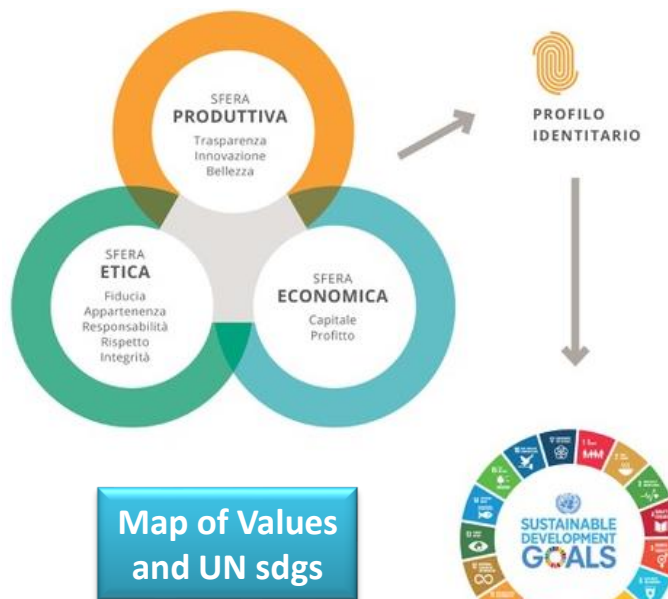 SFERA
PRODUTTIVA
Trasparenza
Innovazione
Bellezza
PROFILO
IDENTITARIO
SFERA
ETICA
Fiducia
Appartenenza
Responsabilità
Rispetto
Integrità
SFERA
ECONOMICA
Capitale
Profitto
Map of Values
and UN sdgs
SUSTAINABLE
DEVELOPMENT
GOALS